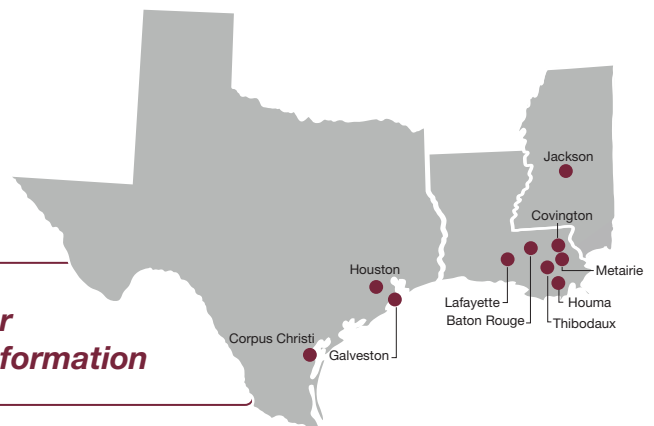 Jackson
Covington
Metairie
Houston
Lafayette
Houma
Baton Rouge
Thibodaux
Corpus Christi
Galveston
r
formation